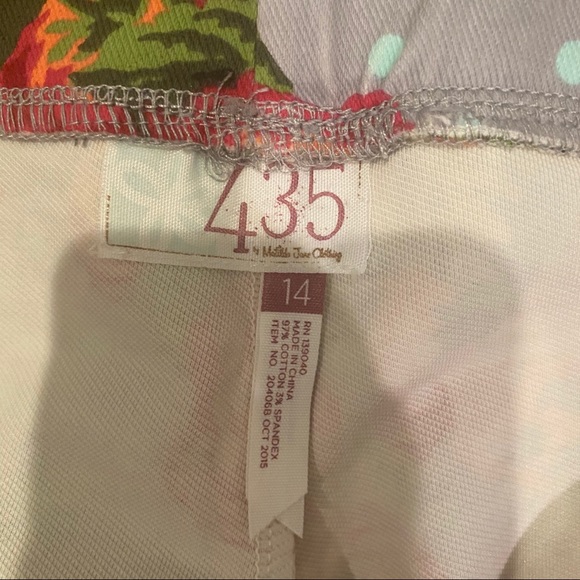 435
by Matilda Jane Clothing
14
RN 139040
MADE IN CHINA
97% COTTON 3% SPANDEX
ITEM NO. 204068 OCT 2015